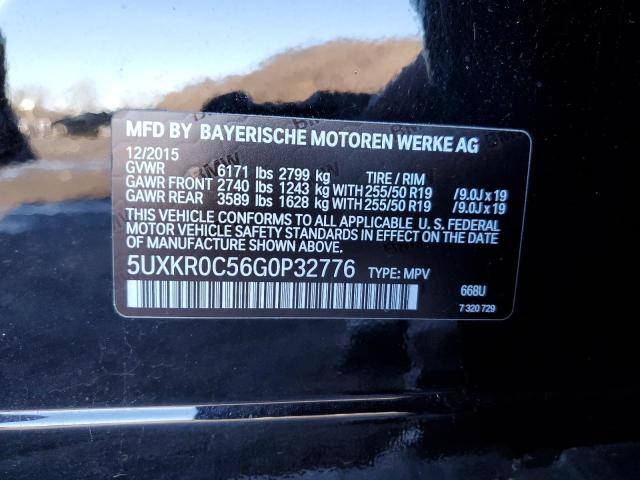 MFD BY BAYERISCHE MOTOREN WERKE AG
12/2015
GVWR 6171 lbs 2799 kg TIRE / RIM
GAWR FRONT 2740 lbs 1243 kg WITH 255/50 R19 /9.0J x 19
GAWR REAR 3589 lbs 1628 kg WITH 255/50 R19 /9.0J x 19
THIS VEHICLE CONFORMS TO ALL APPLICABLE U. S. FEDERAL
MOTOR VEHICLE SAFETY STANDARDS IN EFFECT ON THE DATE
OF MANUFACTURE SHOWN ABOVE.
5UXKR0C56G0P32776 TYPE: MPV
668U
7 320 729